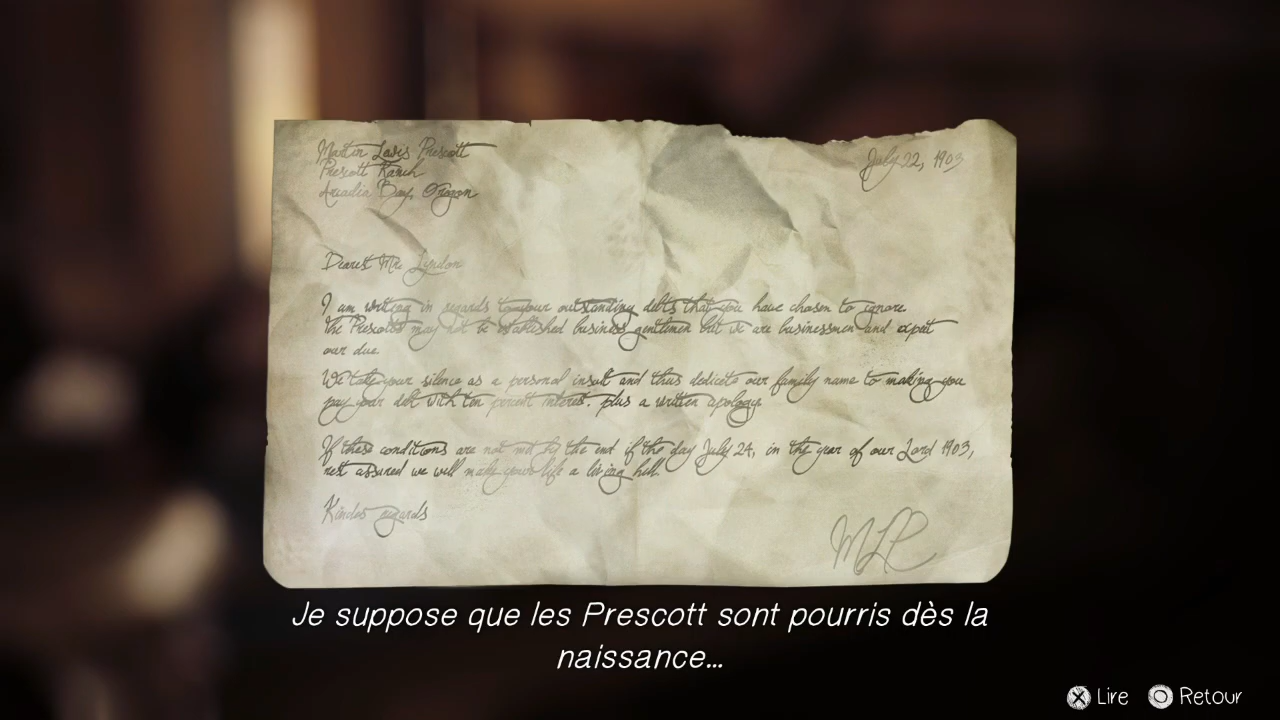 Martin Lewis Prescott
July 22, 1903
Prescott Ranch
Arcadia Bay, Oregon
Dearest Mr. Lyndon
I am writing in regards to your outstanding debts that you have chosen to ignore.
The Prescotts may not be established business gentlemen but we are businessmen and expect
our due.
We take your silence as a personal insult and thus dedicate our family name to making you
pay your debt with ten percent interest, plus a written apology.
If these conditions are not met by the end if the day July 24, in the year of our Lord 1903,
rest assured we will make your life a living hell.
Kindest regards
MLP
Je suppose que les Prescott sont pourris dès la
naissance...
Lire Retour